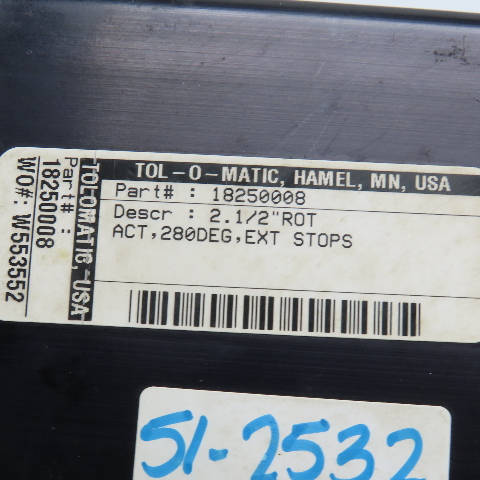 TOL-O-MATIC, HAMEL, MN, USA
Part# : 18250008
Descr : 2.1/2"ROT
ACT,280DEG,EXT STOPS
TOLOMATIC, USA
Part# :
18250008
WO#: W553552
51-2532